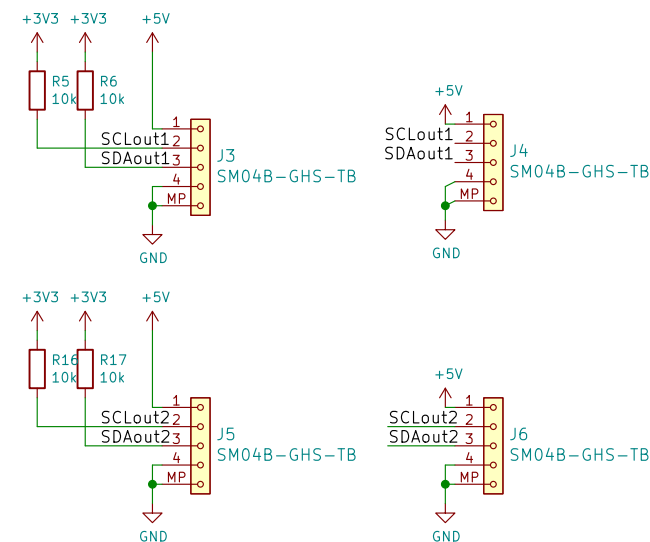 +3V3 +3V3 +5V
R5 R6
10k 10k
1
SCLout1 2
SDAout1 3
4
MP
J3
SM04B-GHS-TB
GND
+5V
1
SCLout1 2
SDAout1 3
4
MP
J4
SM04B-GHS-TB
GND
+3V3 +3V3 +5V
R16 R17
10k 10k
1
SCLout2 2
SDAout2 3
4
MP
J5
SM04B-GHS-TB
GND
+5V
1
SCLout2 2
SDAout2 3
4
MP
J6
SM04B-GHS-TB
GND